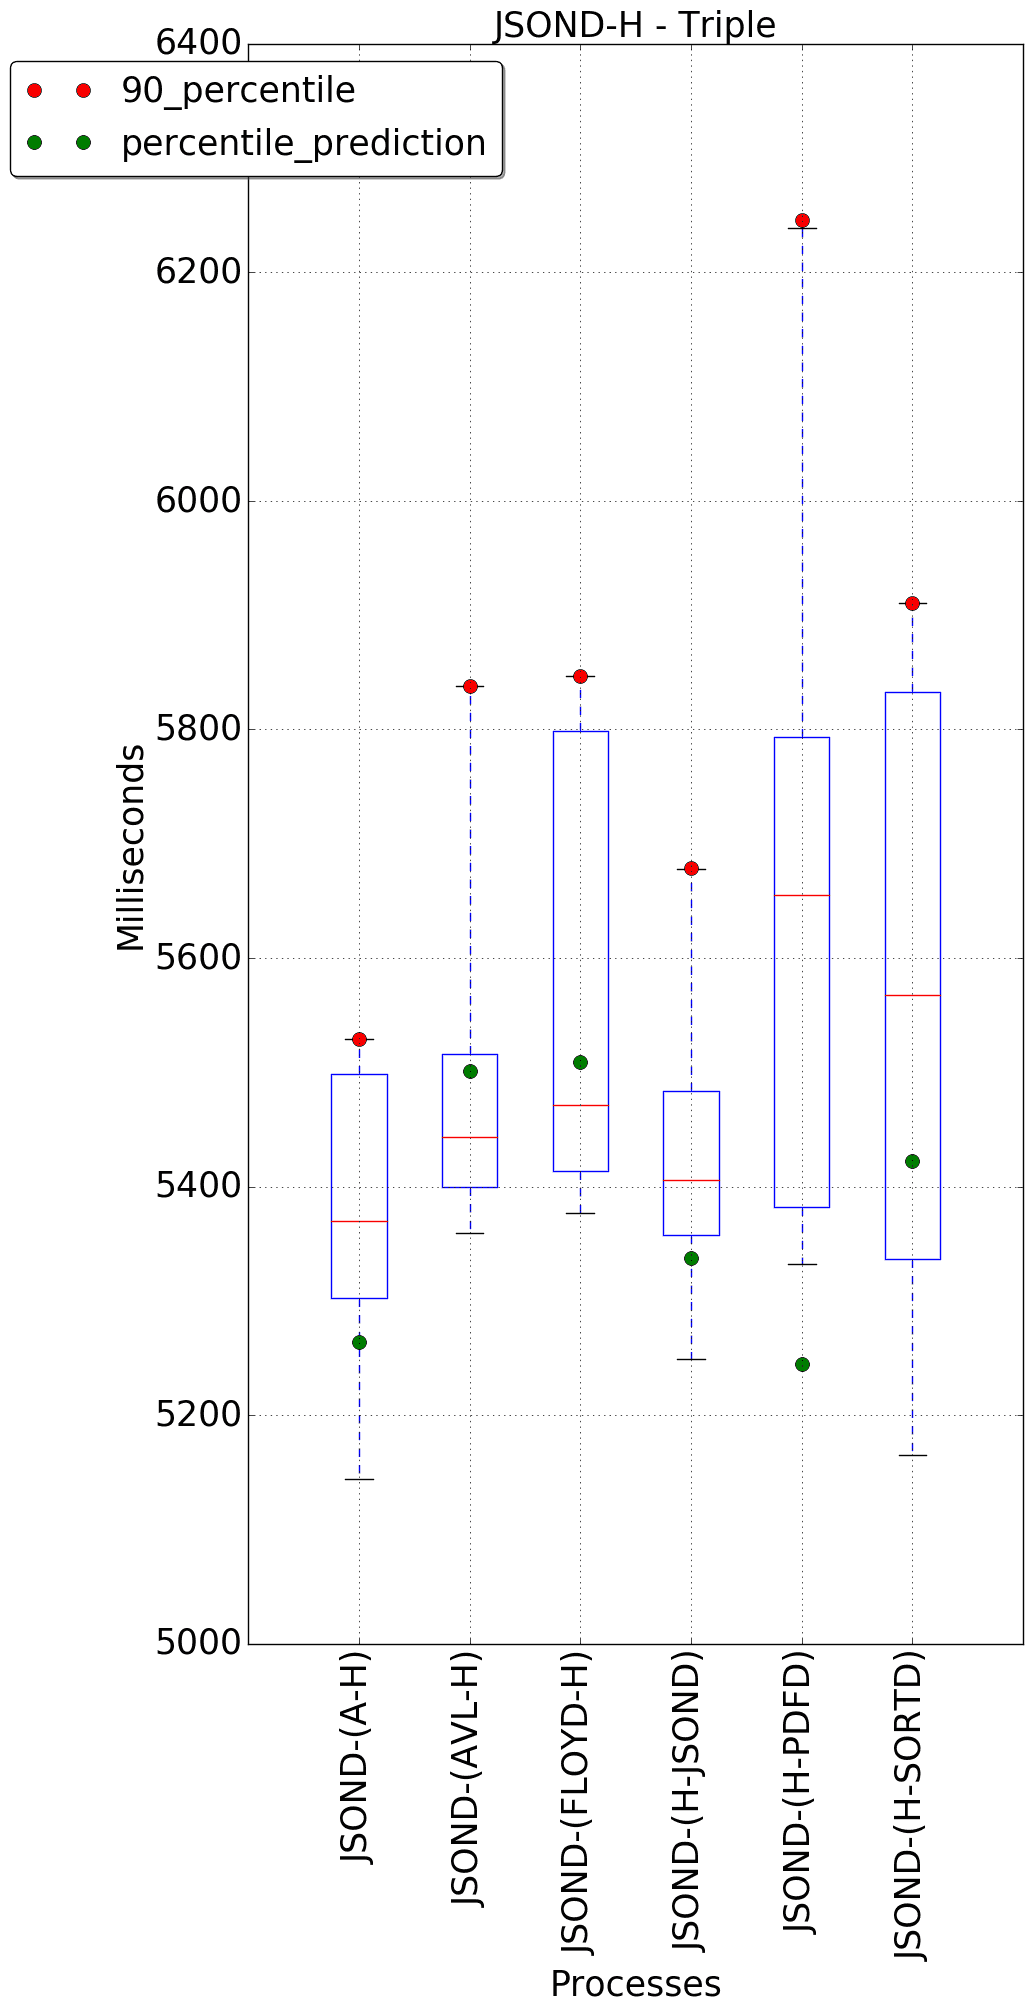 JSOND-H - Triple
90_percentile
percentile_prediction
6400
6200
6000
5800
5600
5400
5200
5000
Milliseconds
JSOND-(A-H)
JSOND-(AVL-H)
JSOND-(FLOYD-H)
JSOND-(H-JSOND)
JSOND-(H-PDFD)
JSOND-(H-SORTD)
Processes